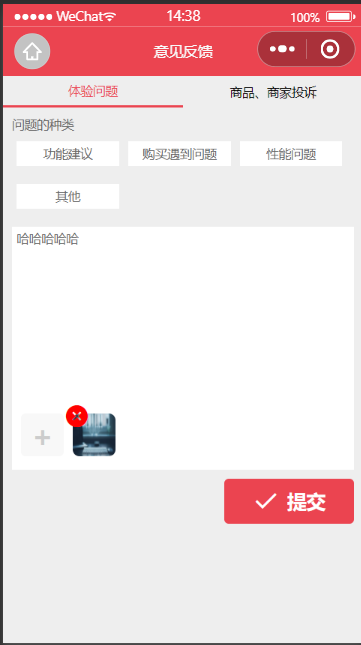 WeChat 14:38 100%
意见反馈
体验问题 商品、商家投诉
问题的种类
功能建议 购买遇到问题 性能问题
其他
哈哈哈哈哈
提交